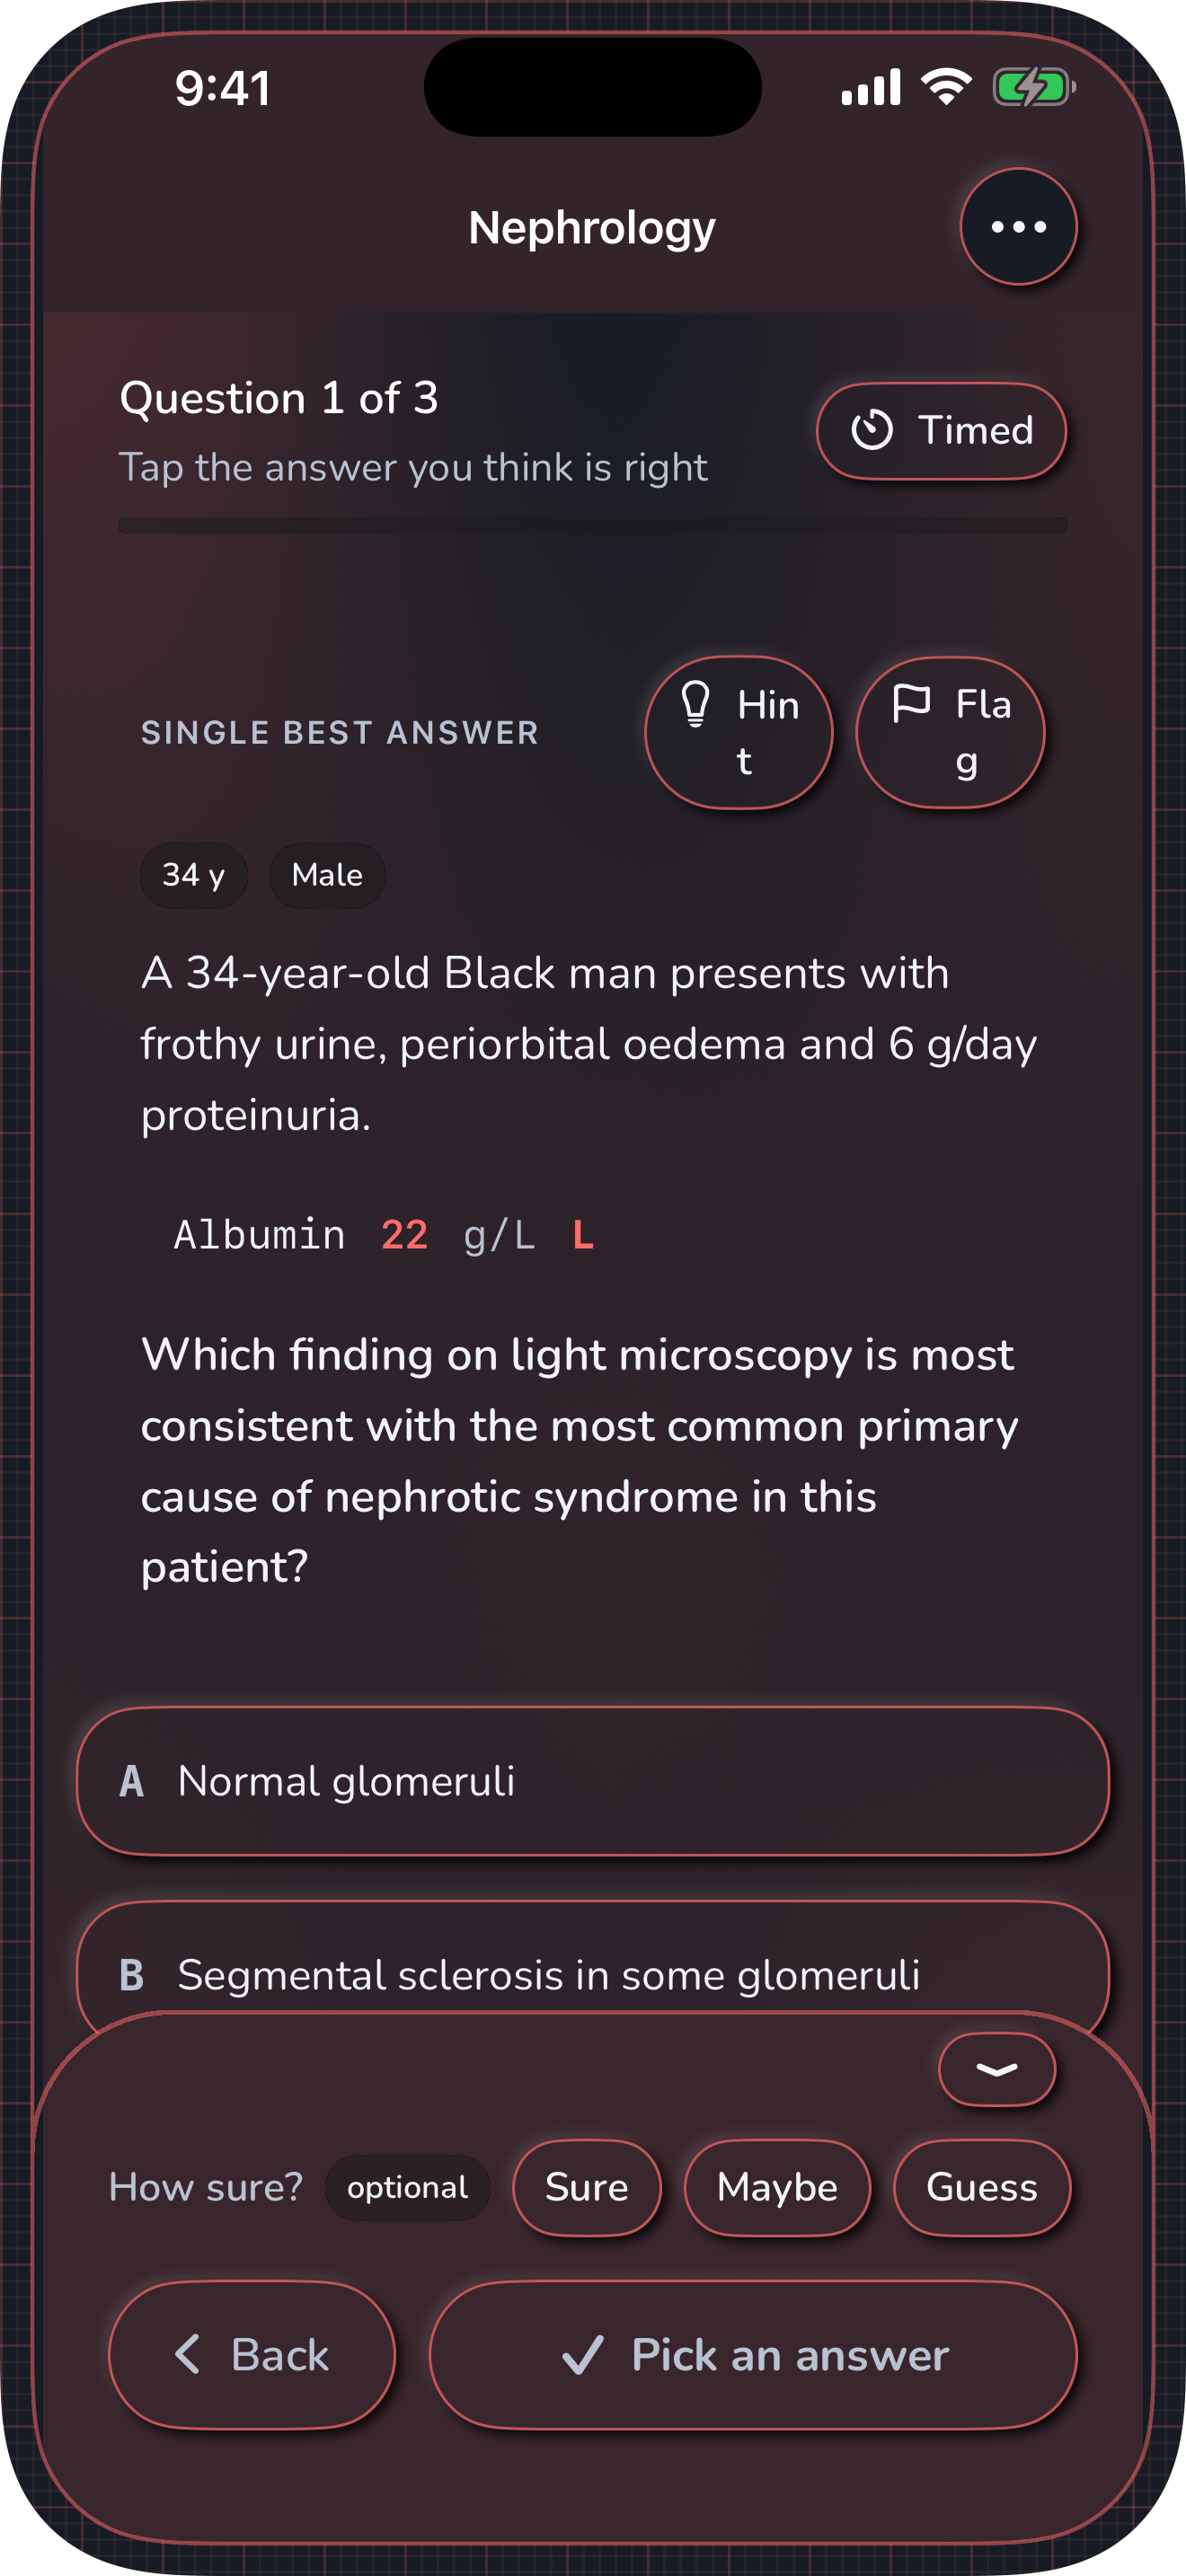 9:41
Nephrology
Question 1 of 3
Timed
Tap the answer you think is right
SINGLE BEST ANSWER
Hin
t
Fla
g
34 y
Male
A 34-year-old Black man presents with
frothy urine, periorbital oedema and 6 g/day
proteinuria.
Albumin 22 g/L L
Which finding on light microscopy is most
consistent with the most common primary
cause of nephrotic syndrome in this
patient?
A Normal glomeruli
B Segmental sclerosis in some glomeruli
How sure? optional Sure Maybe Guess
Back
Pick an answer